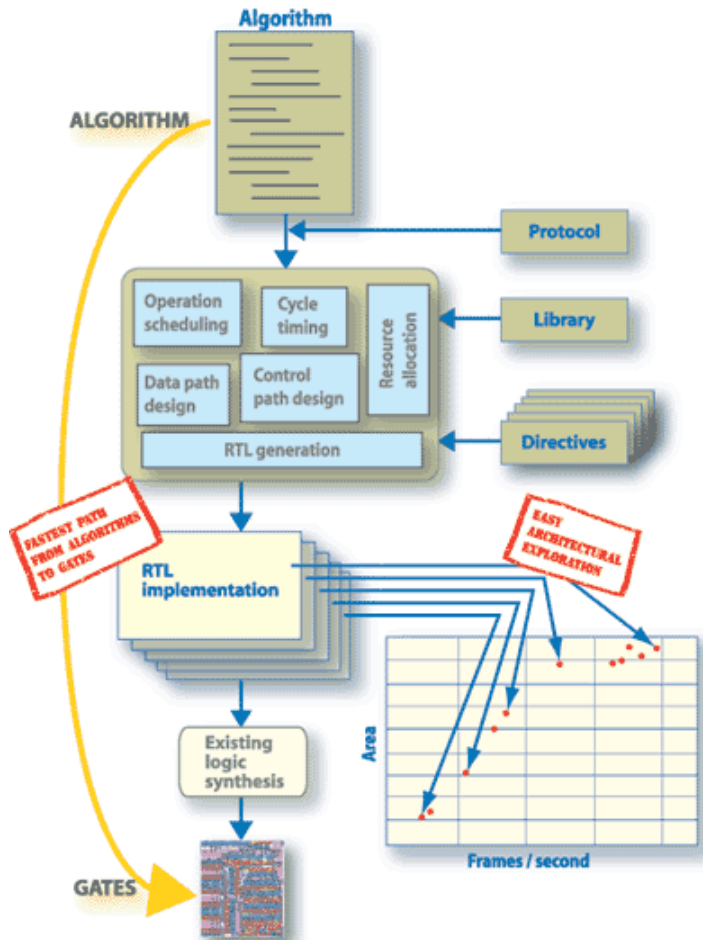 Algorithm
ALGORITHM
Protocol
Operation
scheduling
Cycle
timing
Resource
allocation
Library
Data path
design
Control
path design
RTL generation
Directives
FASTEST PATH
FROM ALGORITHMS
TO GATES
EASY
ARCHITECTURAL
EXPLORATION
RTL
implementation
Existing
logic
synthesis
Area
Frames / second
GATES